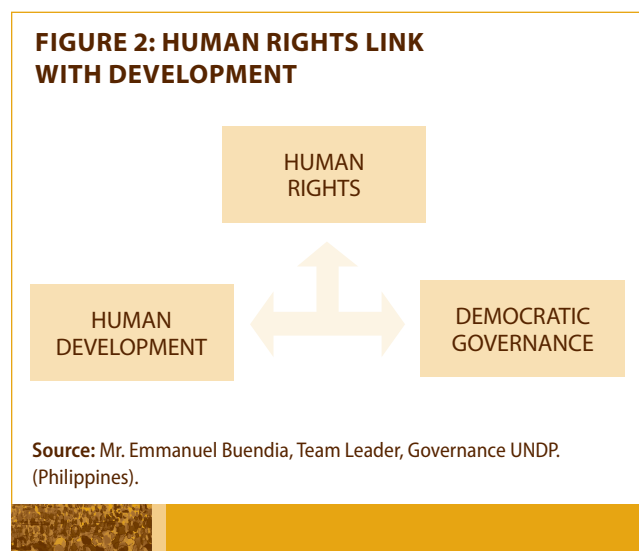 FIGURE 2: HUMAN RIGHTS LINK
WITH DEVELOPMENT
HUMAN
RIGHTS
HUMAN
DEVELOPMENT
DEMOCRATIC
GOVERNANCE
Source: Mr. Emmanuel Buendia, Team Leader, Governance UNDP.
(Philippines).